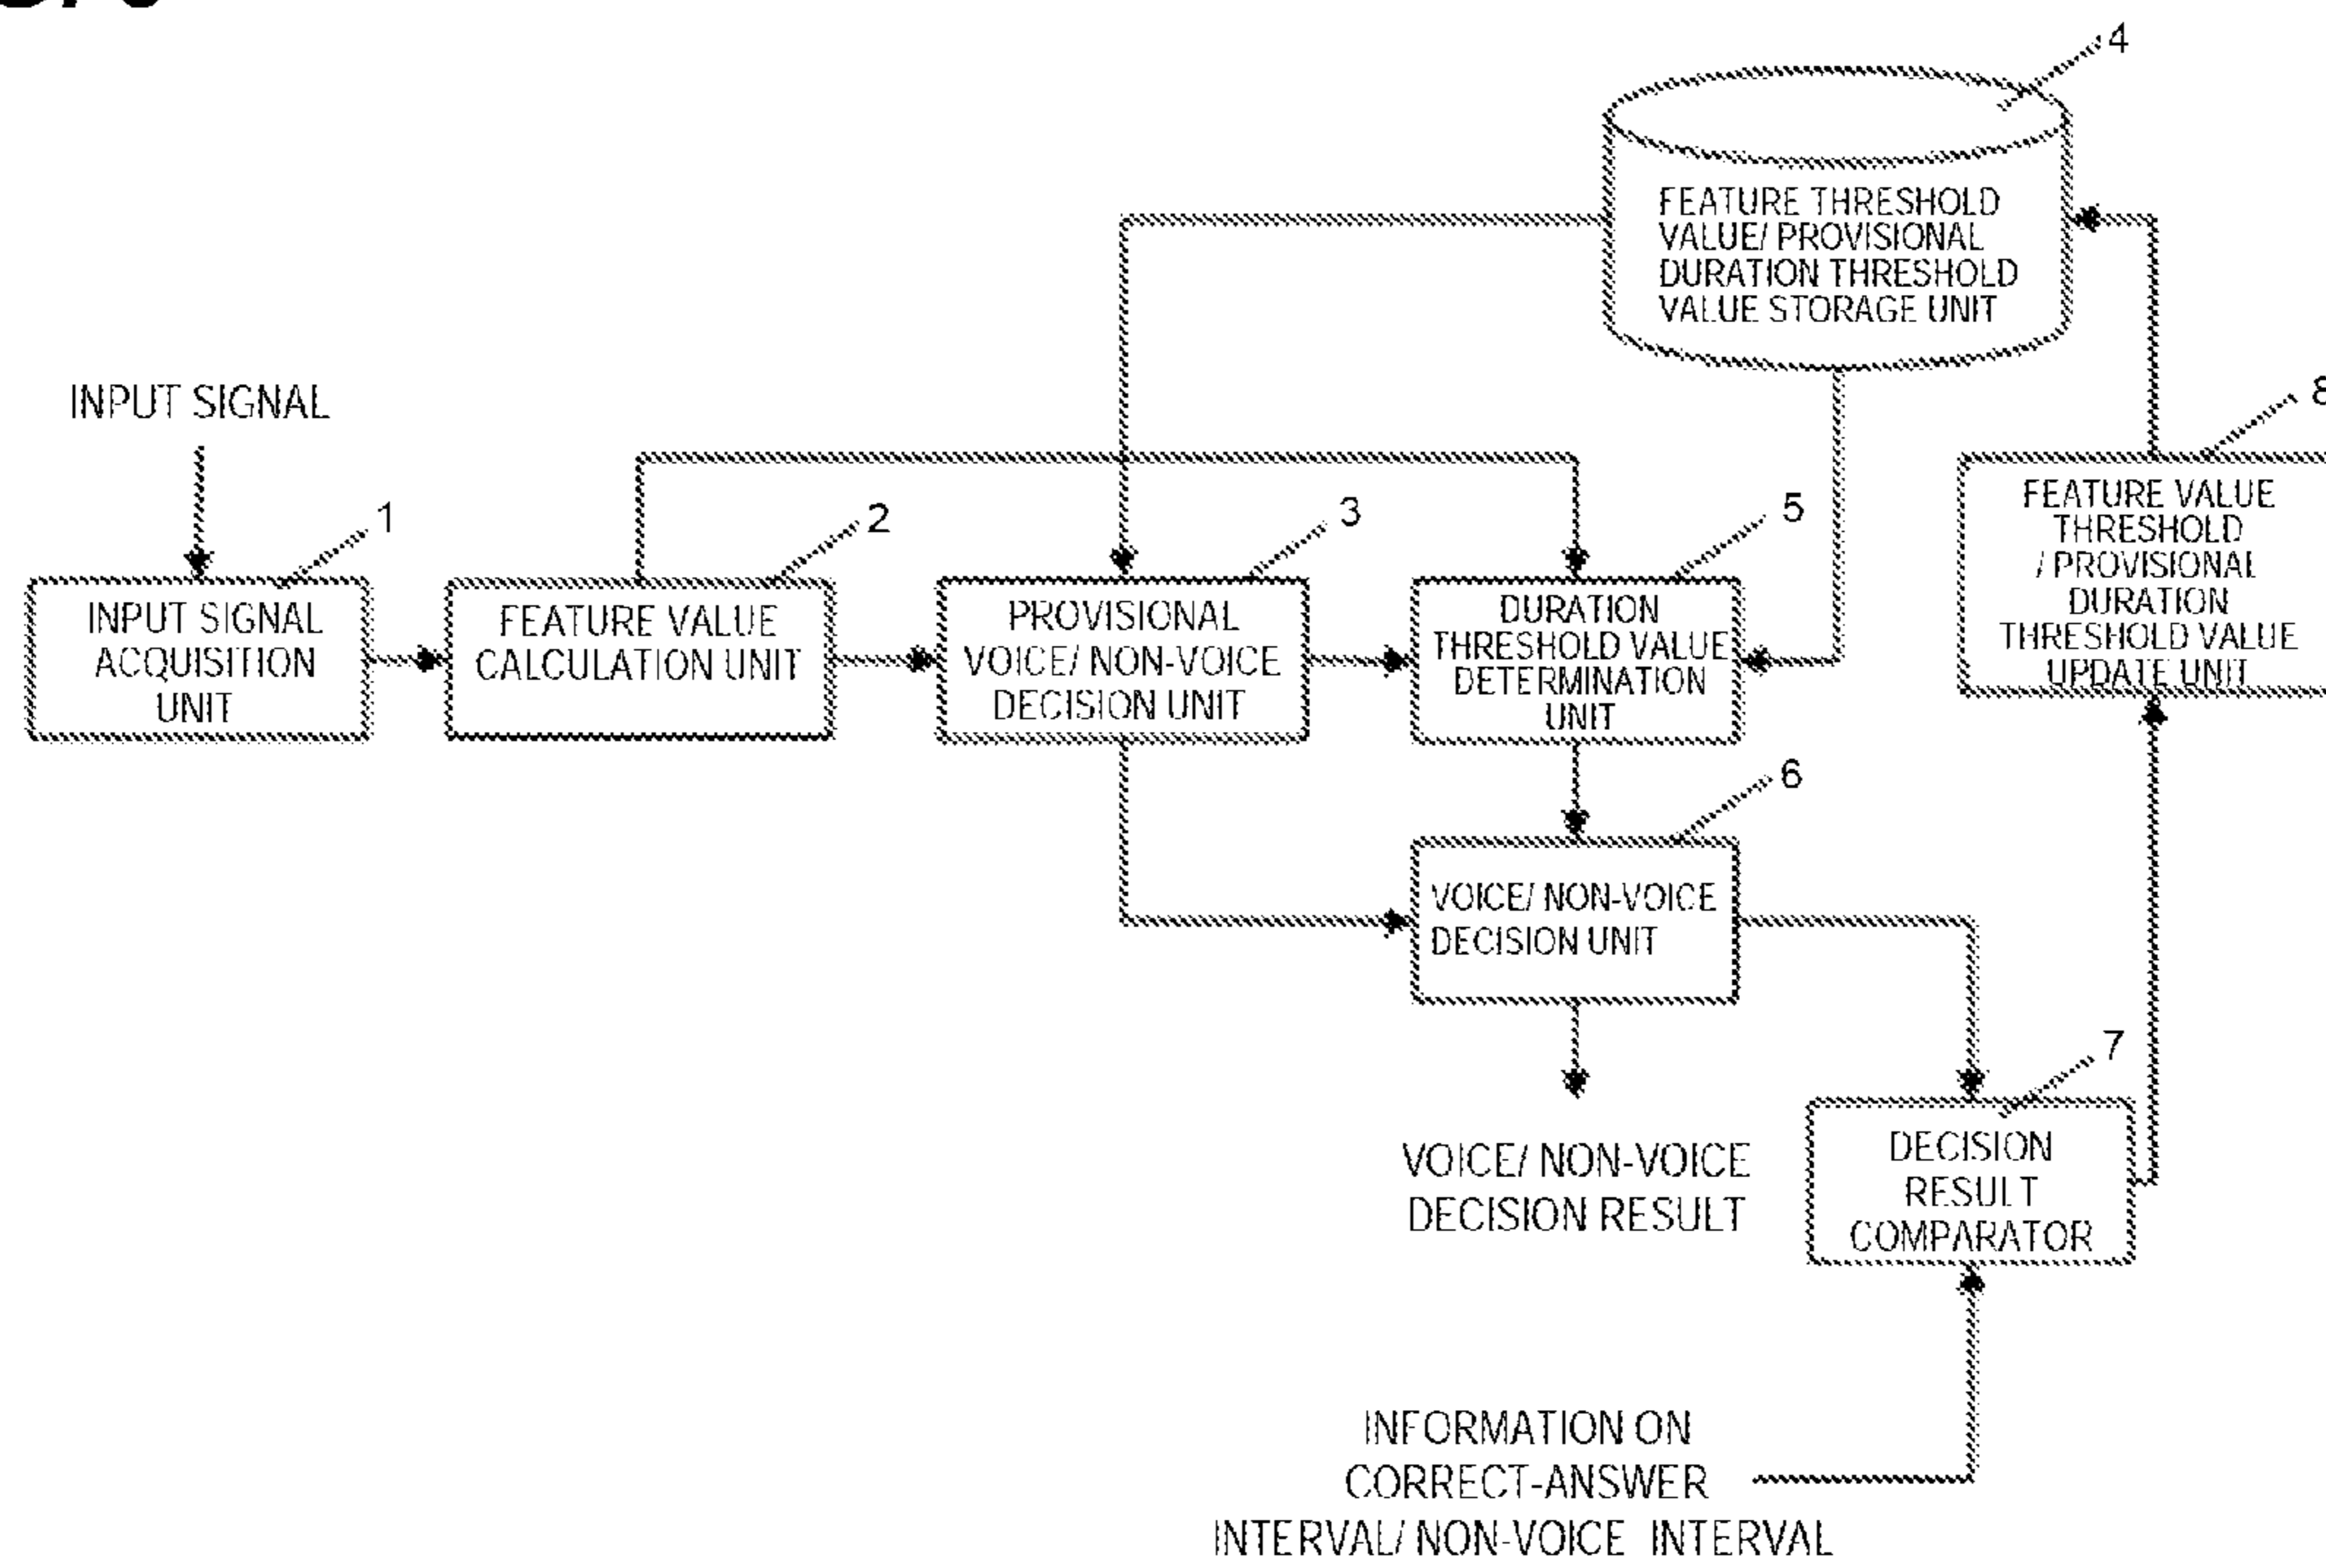 4
FEATURE THRESHOLD
VALUE/ PROVISIONAL
DURATION THRESHOLD
VALUE STORAGE UNIT
INPUT SIGNAL
8
1
2
3
5
INPUT SIGNAL
ACQUISITION
UNIT
FEATURE VALUE
CALCULATION UNIT
PROVISIONAL
VOICE/ NON-VOICE
DECISION UNIT
DURATION
THRESHOLD VALUE
DETERMINATION
UNIT
FEATURE VALUE
THRESHOLD
/ PROVISIONAL
DURATION
THRESHOLD VALUE
UPDATE UNIT
6
VOICE/ NON-VOICE
DECISION UNIT
7
VOICE/ NON-VOICE
DECISION RESULT
DECISION
RESULT
COMPARATOR
INFORMATION ON
CORRECT-ANSWER
INTERVAL/ NON-VOICE INTERVAL